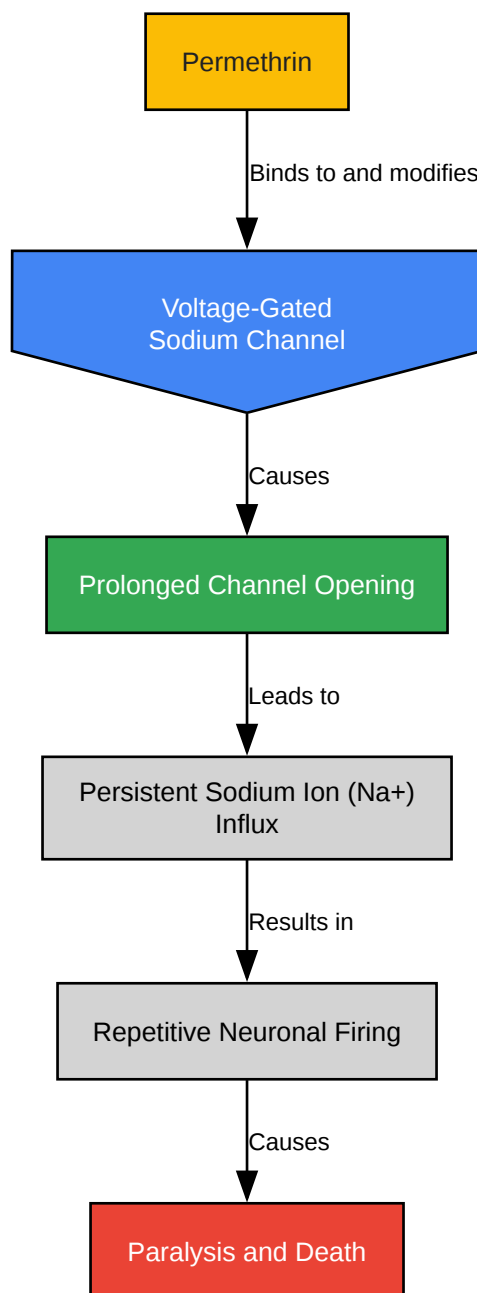 Permethrin
Binds to and modifies
Voltage-Gated
Sodium Channel
Causes
Prolonged Channel Opening
Leads to
Persistent Sodium Ion (Na+)
Influx
Results in
Repetitive Neuronal Firing
Causes
Paralysis and Death